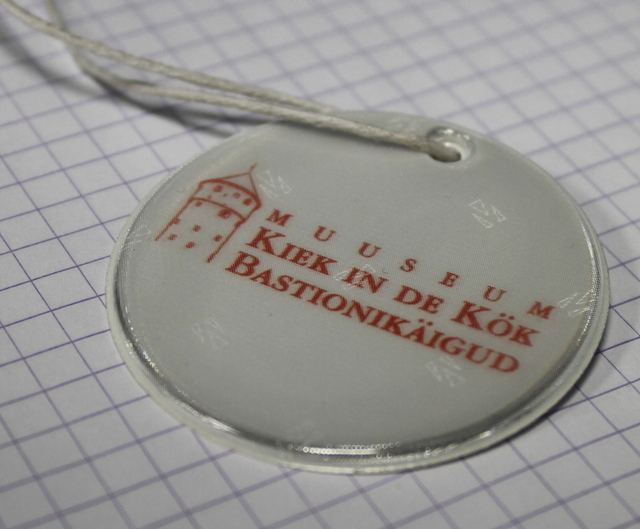 MUUSEUM
KIEK IN DE KÖK
BASTIONIKÄIGUD